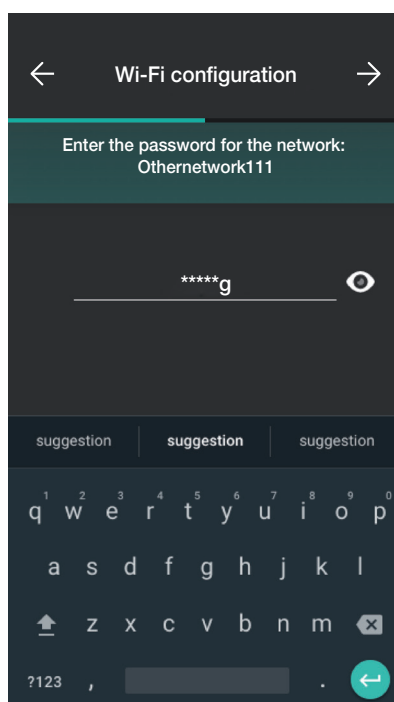 Wi-Fi configuration
Enter the password for the network:
Othernetwork111
*****g
suggestion suggestion suggestion
1 2 3 4 5 6 7 8 9 0
q w e r t y u i o p
a s d f g h j k l
z x c v b n m
?123 , .